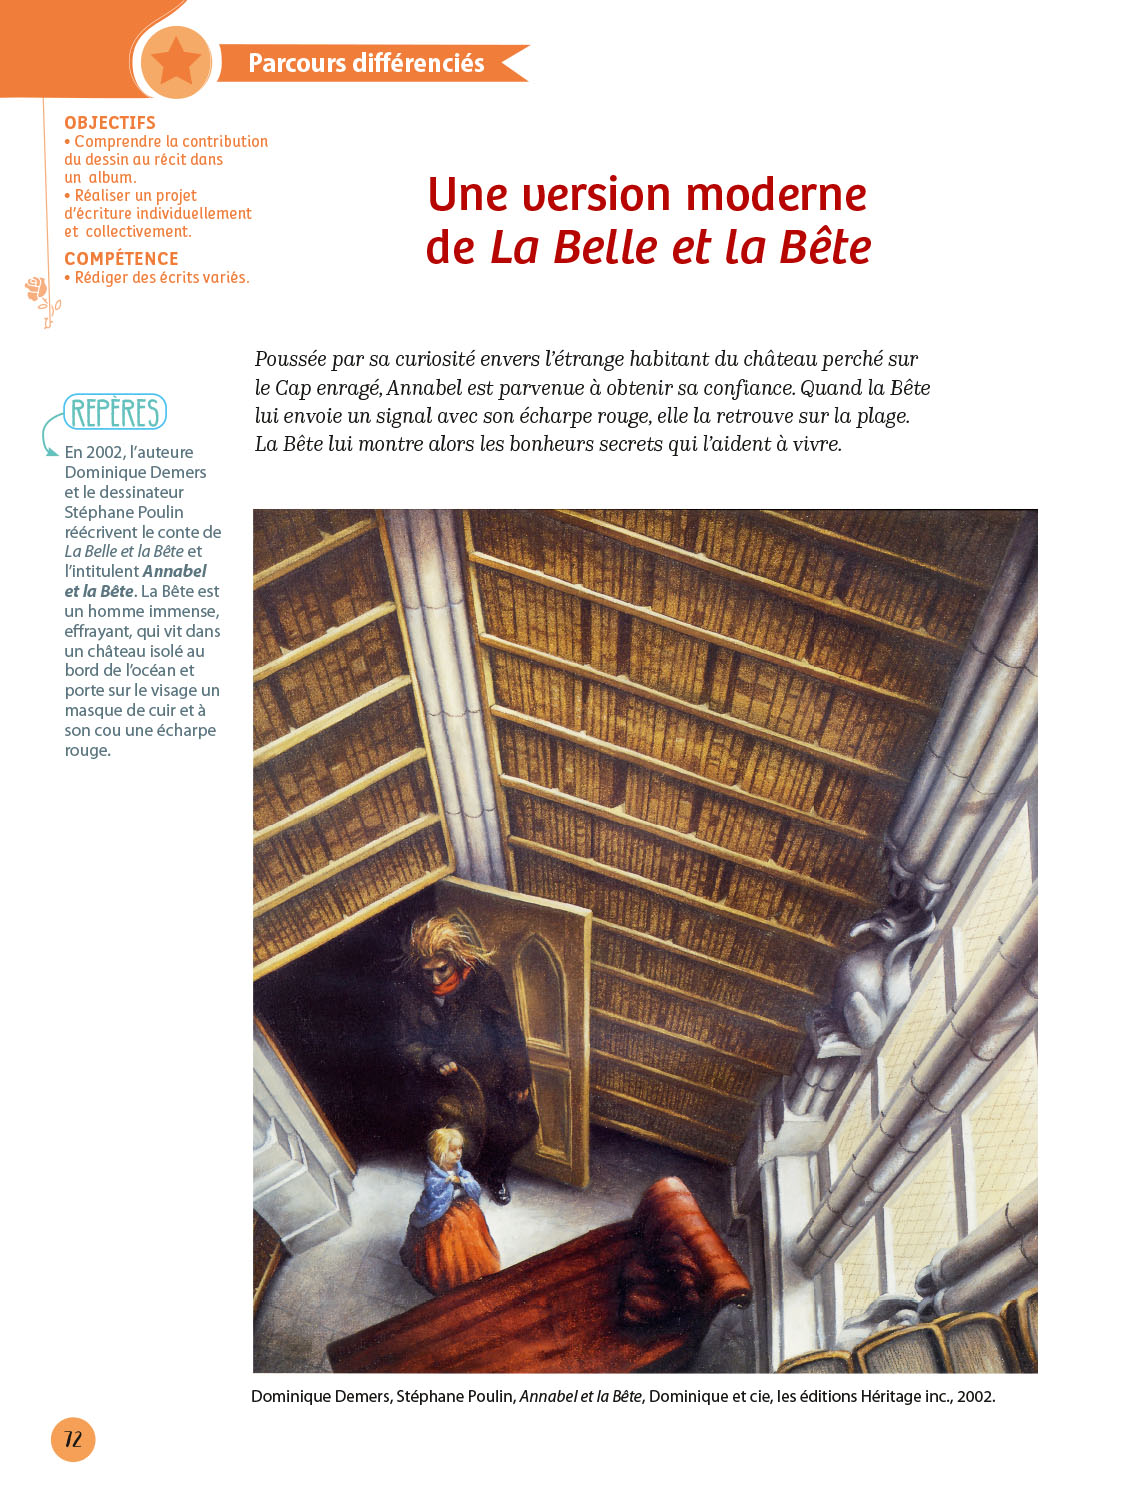 Parcours différenciés
OBJECTIFS
• Comprendre la contribution
du dessin au récit dans
un album.
• Réaliser un projet
d'écriture individuellement
et collectivement.
COMPÉTENCE
• Rédiger des écrits variés.
Une version moderne
de La Belle et la Bête
Poussée par sa curiosité envers l'étrange habitant du château perché sur
le Cap enragé, Annabel est parvenue à obtenir sa confiance. Quand la Bête
lui envoie un signal avec son écharpe rouge, elle la retrouve sur la plage.
La Bête lui montre alors les bonheurs secrets qui l'aident à vivre.
REPÈRES
En 2002, l'auteure
Dominique Demers
et le dessinateur
Stéphane Poulin
réécrivent le conte de
La Belle et la Bête et
l'intitulent Annabel
et la Bête. La Bête est
un homme immense,
effrayant, qui vit dans
un château isolé au
bord de l'océan et
porte sur le visage un
masque de cuir et à
son cou une écharpe
rouge.
Dominique Demers, Stéphane Poulin, Annabel et la Bête, Dominique et cie, les éditions Héritage inc., 2002.
72